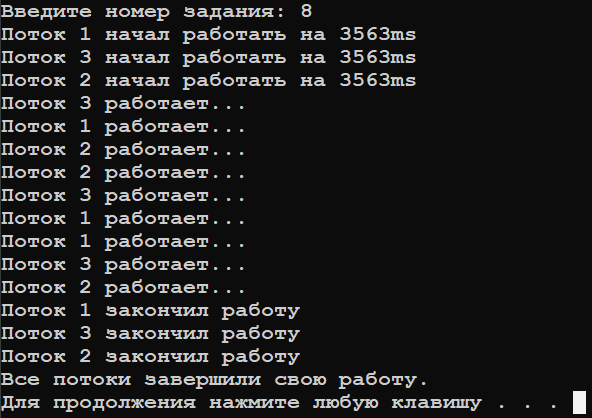 Введите номер задания: 8
Поток 1 начал работать на 3563ms
Поток 3 начал работать на 3563ms
Поток 2 начал работать на 3563ms
Поток 3 работает...
Поток 1 работает...
Поток 2 работает...
Поток 2 работает...
Поток 3 работает...
Поток 1 работает...
Поток 1 работает...
Поток 3 работает...
Поток 2 работает...
Поток 1 закончил работу
Поток 3 закончил работу
Поток 2 закончил работу
Все потоки завершили свою работу.
Для продолжения нажмите любую клавишу . . .